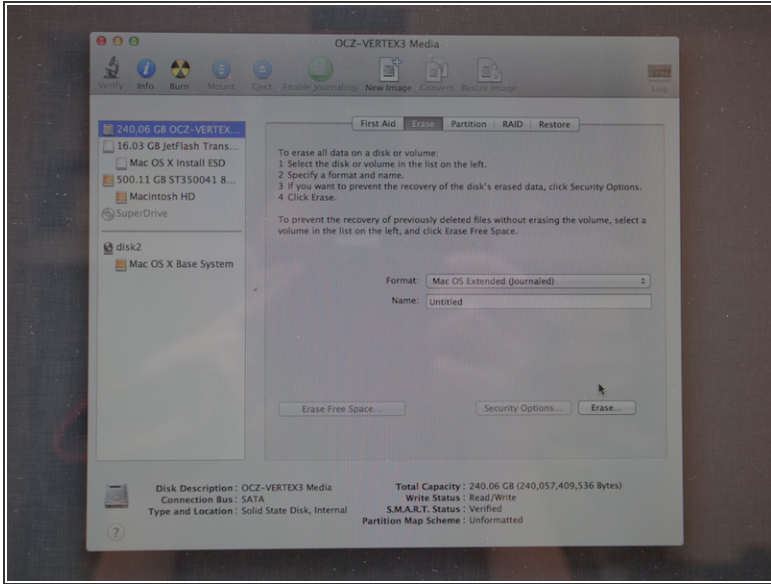 OCZ-VERTEX3 Media
Verify Info Burn Mount Eject Enable Journaling New Image Convert Resize Image Log
First Aid Erase Partition RAID Restore
240.06 GB OCZ-VERTEX...
16.03 GB JetFlash Trans...
Mac OS X Install ESD
500.11 GB ST350041 8...
Macintosh HD
SuperDrive
disk2
Mac OS X Base System
To erase all data on a disk or volume:
1 Select the disk or volume in the list on the left.
2 Specify a format and name.
3 If you want to prevent the recovery of the disk's erased data, click Security Options.
4 Click Erase.
To prevent the recovery of previously deleted files without erasing the volume, select a
volume in the list on the left, and click Erase Free Space.
Format: Mac OS Extended (Journaled)
Name: Untitled
Erase Free Space... Security Options... Erase...
Disk Description : OCZ-VERTEX3 Media
Connection Bus : SATA
Type and Location : Solid State Disk, Internal
Total Capacity : 240.06 GB (240,057,409,536 Bytes)
Write Status : Read/Write
S.M.A.R.T. Status : Verified
Partition Map Scheme : Unformatted
?